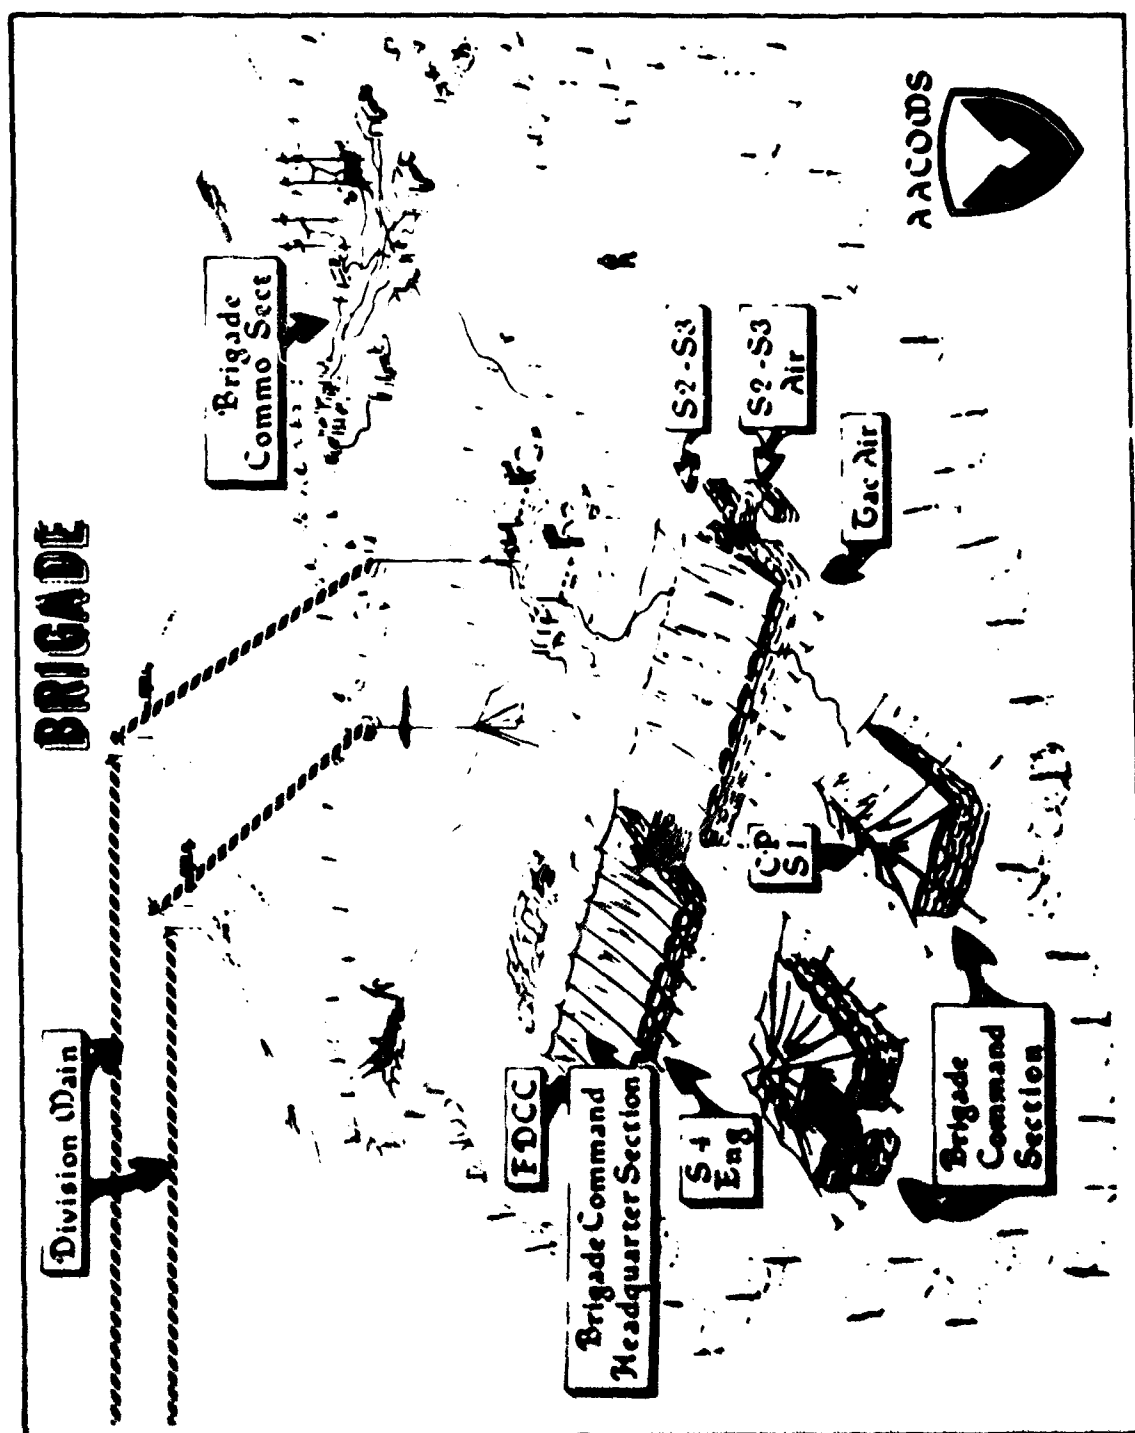 BRIGADE
Division Main
Brigade
Commo Sect
AACOMS
S2-S3
S2-S3
Air
Tac Air
CP
S1
FDCC
Brigade Command
Headquarter Section
S-4
Eng
Brigade
Command
Section